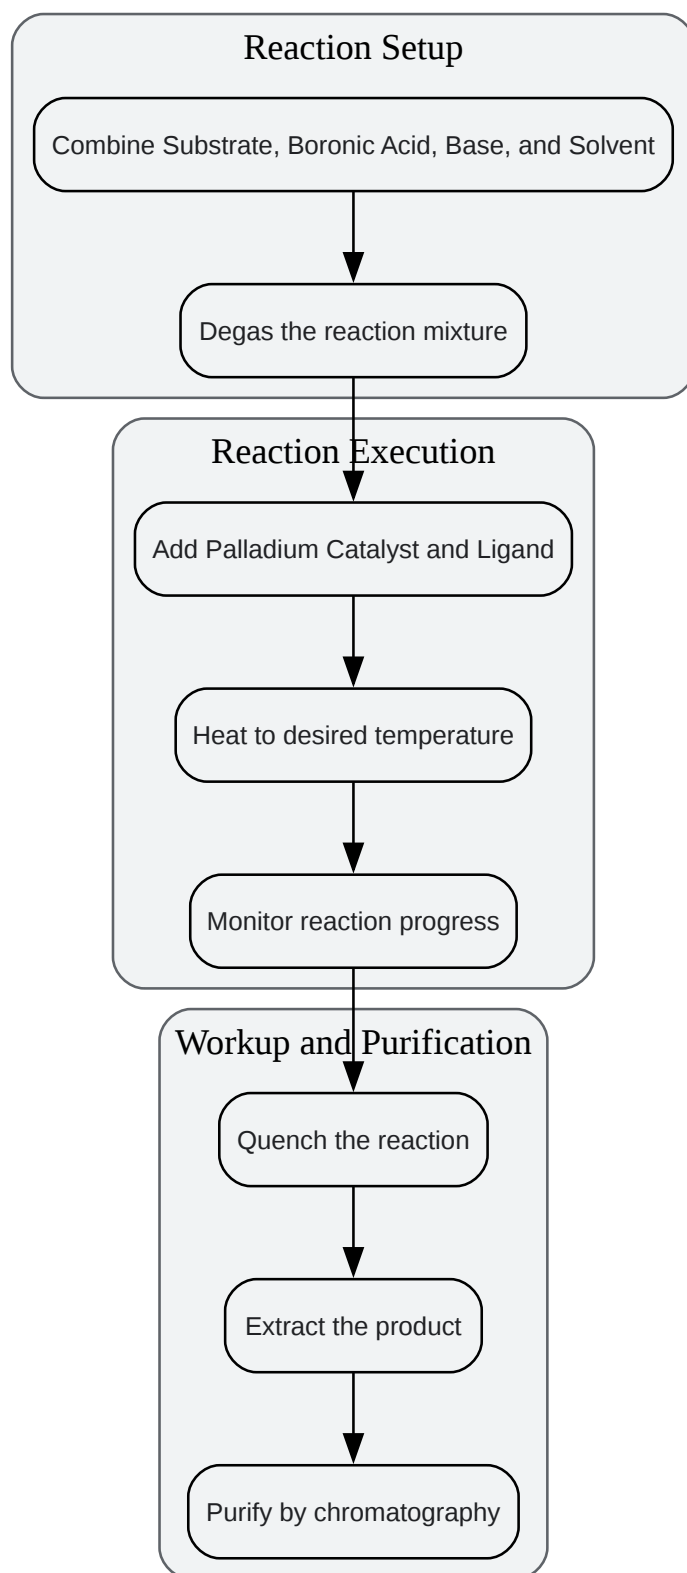 Reaction Setup
Combine Substrate, Boronic Acid, Base, and Solvent
Degas the reaction mixture
Reaction Execution
Add Palladium Catalyst and Ligand
Heat to desired temperature
Monitor reaction progress
Workup and Purification
Quench the reaction
Extract the product
Purify by chromatography